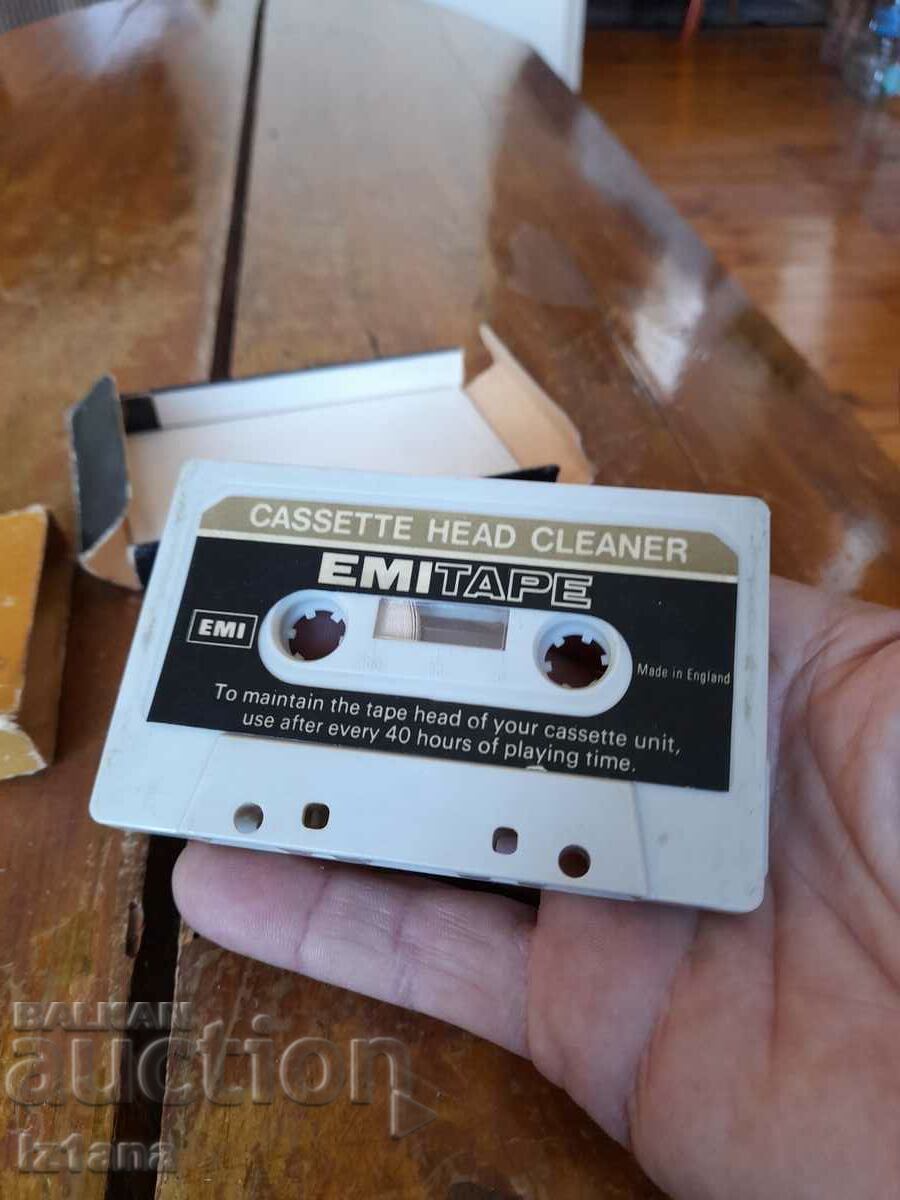 CASSETTE HEAD CLEANER
EMITAPE
EMI
Made in England
To maintain the tape head of your cassette unit,
use after every 40 hours of playing time.
BALKAN
auction
Iztana